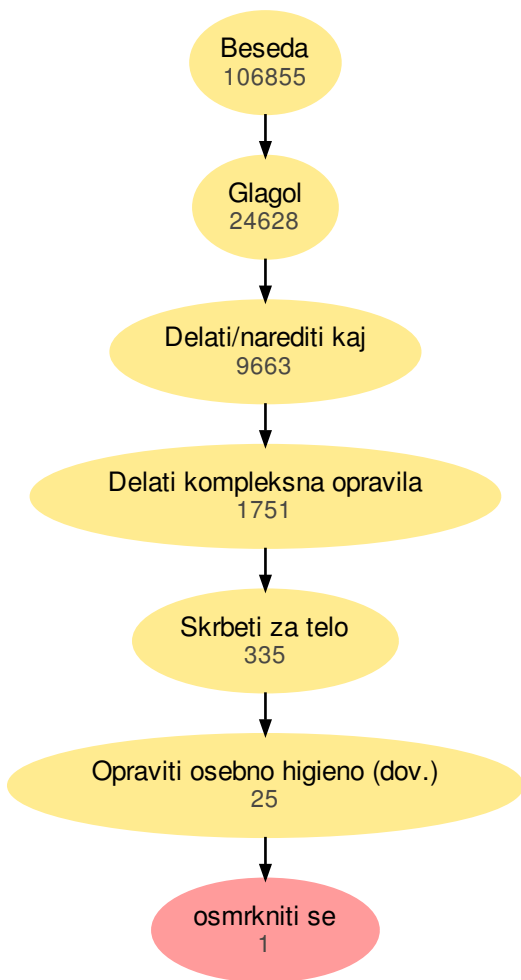 Beseda
106855
Glagol
24628
Delati/narediti kaj
9663
Delati kompleksna opravila
1751
Skrbeti za telo
335
Opraviti osebno higieno (dov.)
25
osmrkniti se
1